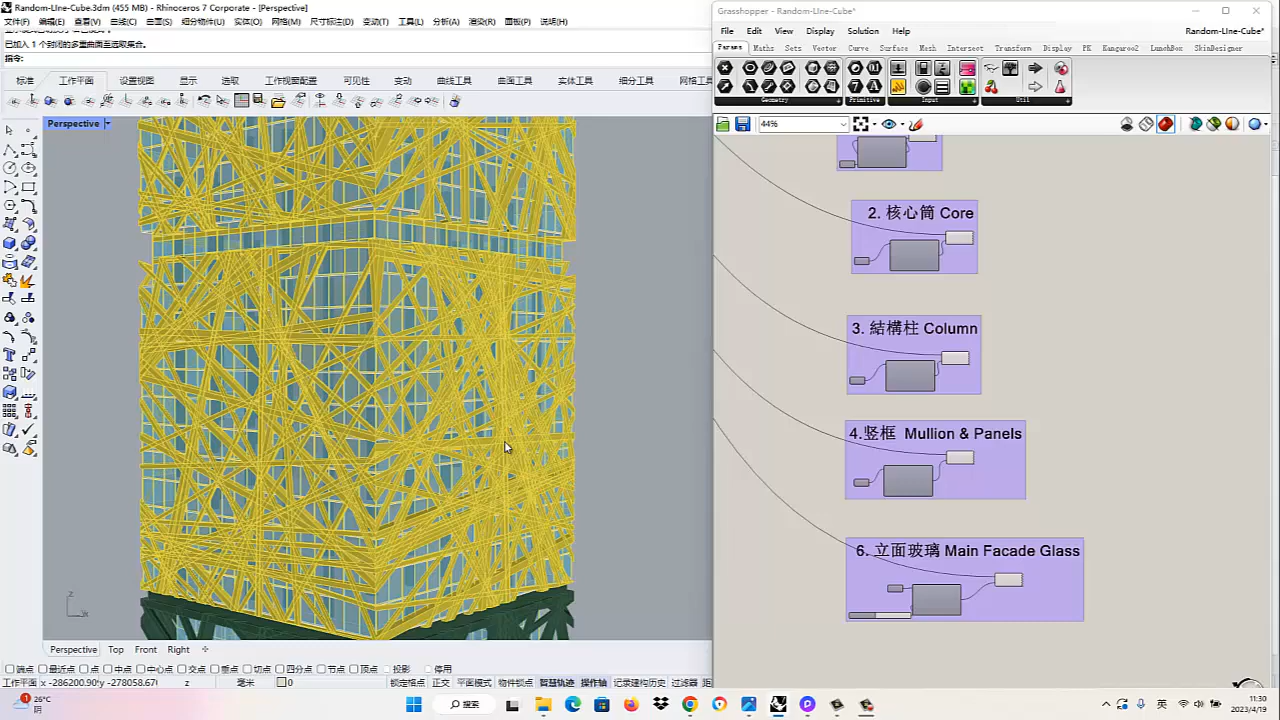 Random-LIne-Cube.3dm (455 MB) - Rhinoceros 7 Corporate - [Perspective]
文件(F) 编辑(E) 查看(V) 曲线(C) 曲面(S) 细分物件(U) 实体(O) 网格(M) 尺寸标注(D) 变动(T) 工具(L) 分析(A) 渲染(R) 面板(P) 说明(H)
已加入 1 个封闭的多重曲面至选取集合。
指令:
标准 工作平面 设置视图 显示 选取 工作视窗配置 可见性 变动 曲线工具 曲面工具 实体工具 细分工具 网格工
Perspective
Perspective Top Front Right
端点 最近点 点 中点 中心点 交点 垂点 切点 四分点 节点 顶点 投影 停用
工作平面 x -286200.90 y -278058.67 z 毫米 0 锁定格点 正交 平面模式 物件锁点 智慧轨迹 操作轴 记录建构历史 过滤器
Grasshopper - Random-LIne-Cube*
File Edit View Display Solution Help Random-LIne-Cube*
Params Maths Sets Vector Curve Surface Mesh Intersect Transform Display PK Kangaroo2 LunchBox SkinDesigner
Geometry Primitive Input Util
44%
2. 核心筒 Core
3. 結構柱 Column
4.竖框 Mullion & Panels
6. 立面玻璃 Main Facade Glass
26°C
阴
搜索
英
11:30
2023/4/19